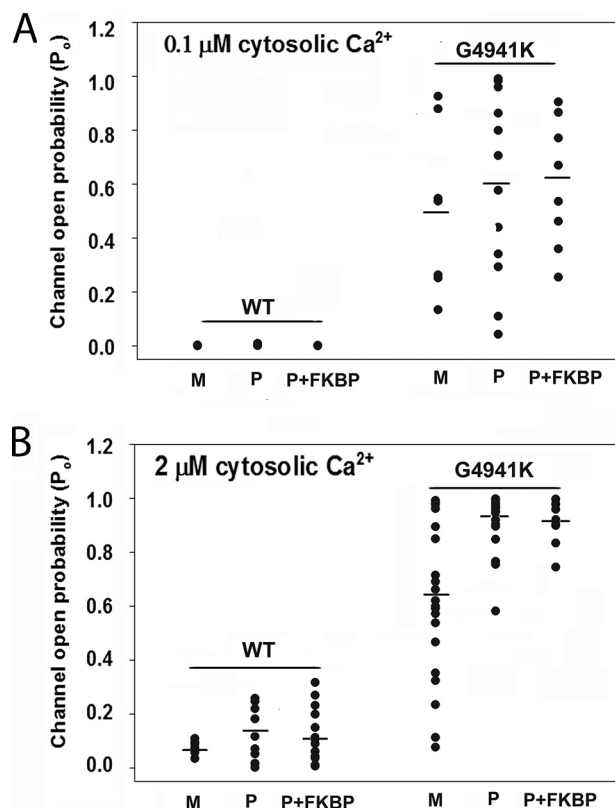 A
Channel open probability (Po)
1.2
1.0
0.8
0.6
0.4
0.2
0.0
0.1 μM cytosolic Ca2+
G4941K
WT
M P P+FKBP M P P+FKBP
B
Channel open probability (Po)
1.2
1.0
0.8
0.6
0.4
0.2
0.0
2 μM cytosolic Ca2+
G4941K
WT
M P P+FKBP M P P+FKBP